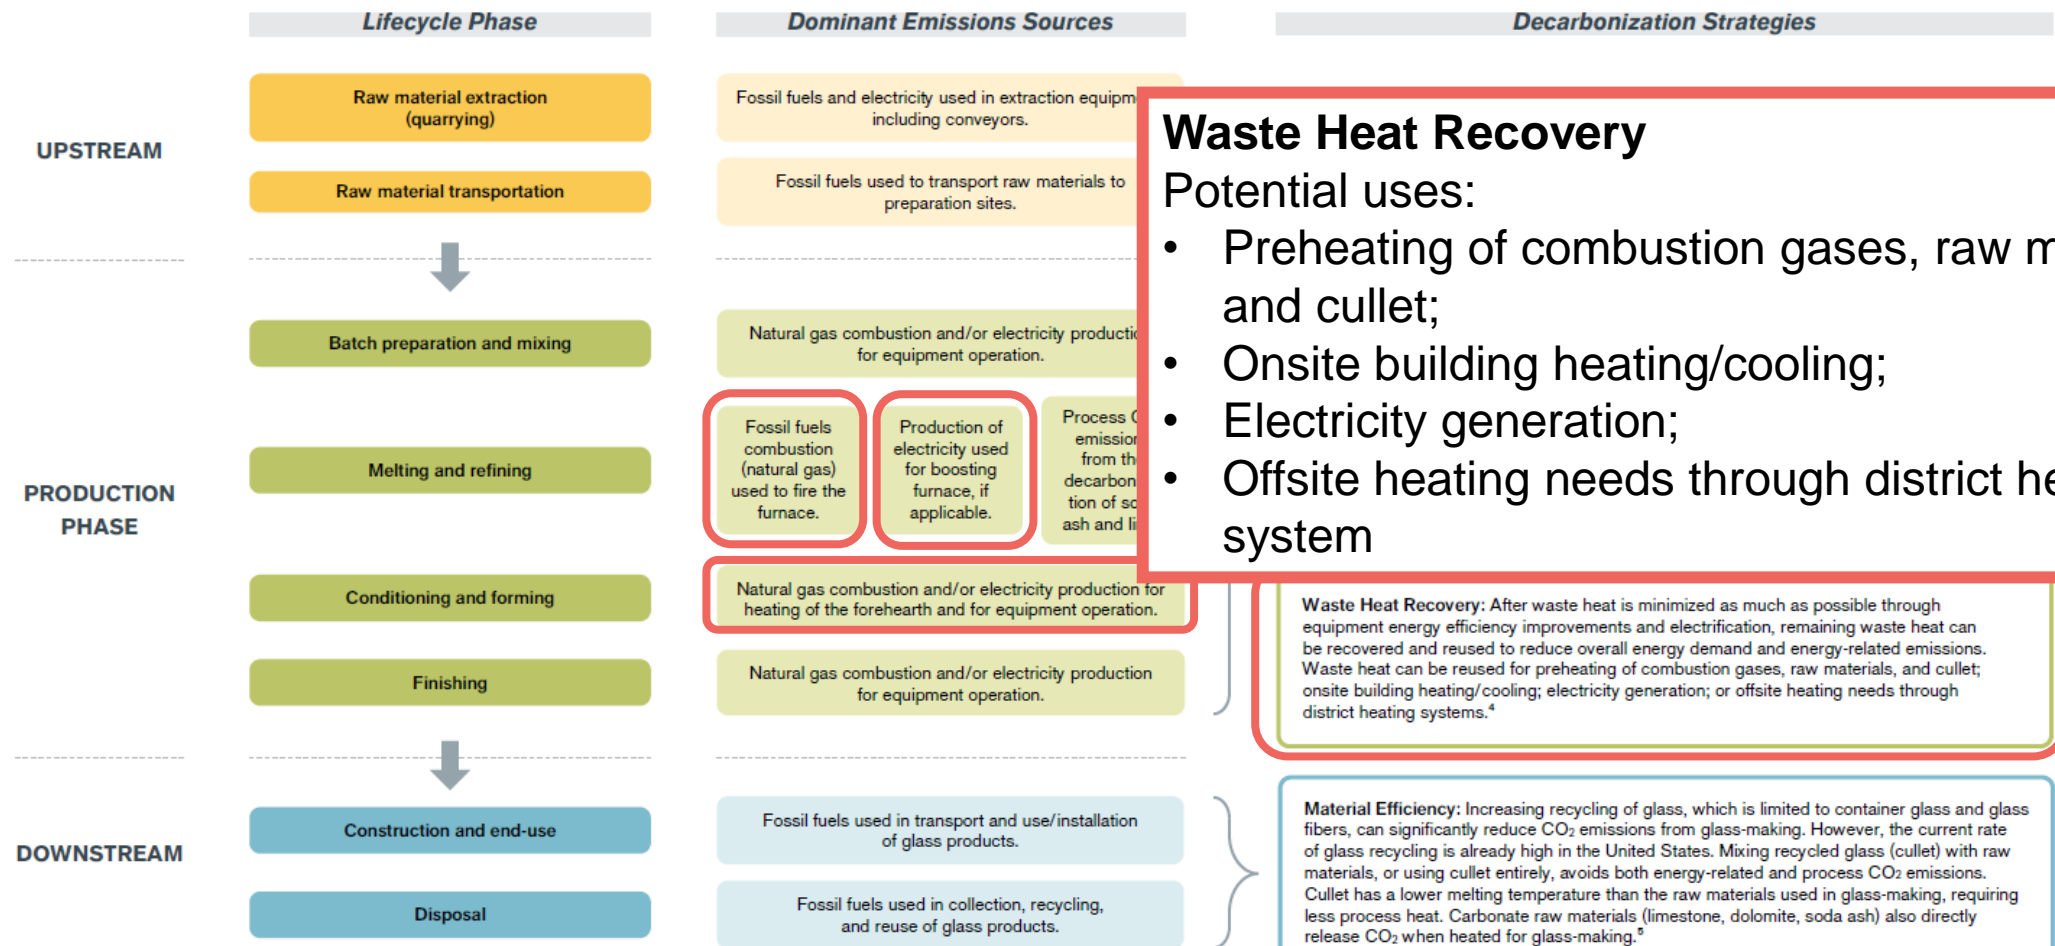 Lifecycle Phase
Dominant Emissions Sources
Decarbonization Strategies
UPSTREAM
Raw material extraction
(quarrying)
Fossil fuels and electricity used in extraction
including conveyors.
Raw material transportation
Fossil fuels used to transport raw materials to
preparation sites.
Waste Heat Recovery
Potential uses:
• Preheating of combustion gases, raw
and cullet;
• Onsite building heating/cooling;
• Electricity generation;
• Offsite heating needs through district
system
PRODUCTION
PHASE
Batch preparation and mixing
Natural gas combustion and/or electricity
for equipment operation.
Melting and refining
Fossil fuels
combustion
(natural gas)
used to fire the
furnace.
Production of
electricity used
for boosting
furnace, if
applicable.
Process
from
tion of
ash and
Conditioning and forming
Natural gas combustion and/or electricity production for
heating of the forehearth and for equipment operation.
Finishing
Natural gas combustion and/or electricity production
for equipment operation.
Waste Heat Recovery: After waste heat is minimized as much as possible through
equipment energy efficiency improvements and electrification, remaining waste heat can
be recovered and reused to reduce overall energy demand and energy-related emissions.
Waste heat can be reused for preheating of combustion gases, raw materials, and cullet;
onsite building heating/cooling; electricity generation; or offsite heating needs through
district heating systems.⁴
DOWNSTREAM
Construction and end-use
Fossil fuels used in transport and use/installation
of glass products.
Disposal
Fossil fuels used in collection, recycling,
and reuse of glass products.
Material Efficiency: Increasing recycling of glass, which is limited to container glass and glass
fibers, can significantly reduce CO₂ emissions from glass-making. However, the current rate
of glass recycling is already high in the United States. Mixing recycled glass (cullet) with raw
materials, or using cullet entirely, avoids both energy-related and process CO₂ emissions.
Cullet has a lower melting temperature than the raw materials used in glass-making, requiring
less process heat. Carbonate raw materials (limestone, dolomite, soda ash) also directly
release CO₂ when heated for glass-making.⁵